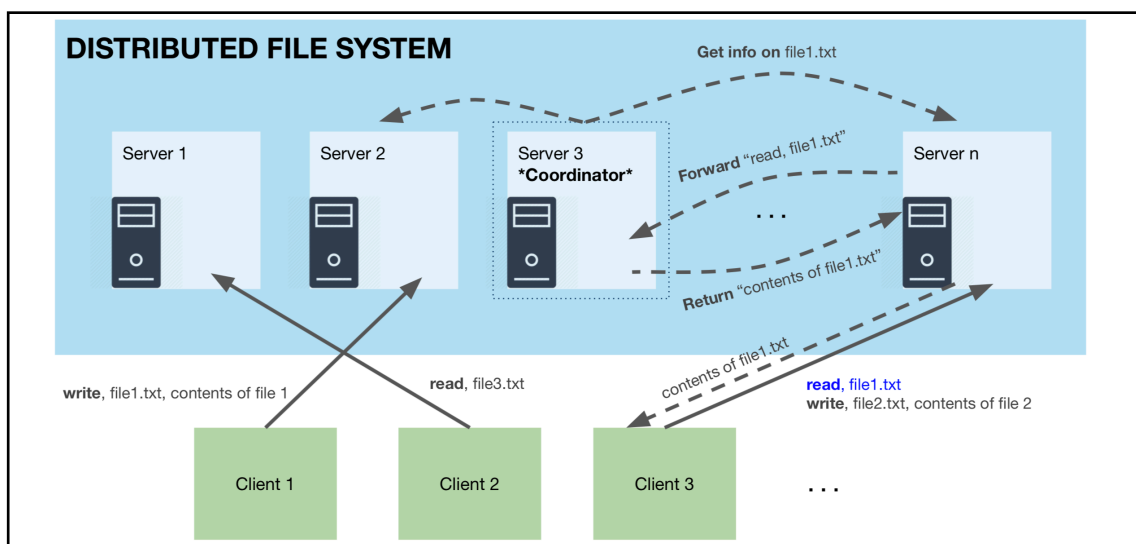 DISTRIBUTED FILE SYSTEM
Get info on file1.txt
Server 1
Server 2
Server 3
*Coordinator*
Server n
Forward “read, file1.txt”
. . .
Return “contents of file1.txt”
contents of file1.txt
write, file1.txt, contents of file 1
read, file3.txt
read, file1.txt
write, file2.txt, contents of file 2
Client 1
Client 2
Client 3
. . .